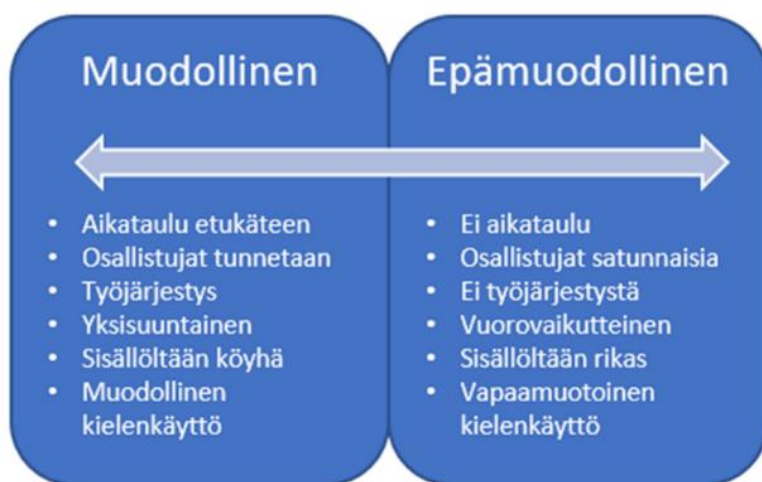 Muodollinen
• Aikataulu etukäteen
• Osallistujat tunnetaan
• Työjärjestys
• Yksisuuntainen
• Sisällöltään köyhä
• Muodollinen
kielenkäyttö
Epämuodollinen
• Ei aikataulu
• Osallistujat satunnaisia
• Ei työjärjestystä
• Vuorovaikutteinen
• Sisällöltään rikas
• Vapaamuotoinen
kielenkäyttö